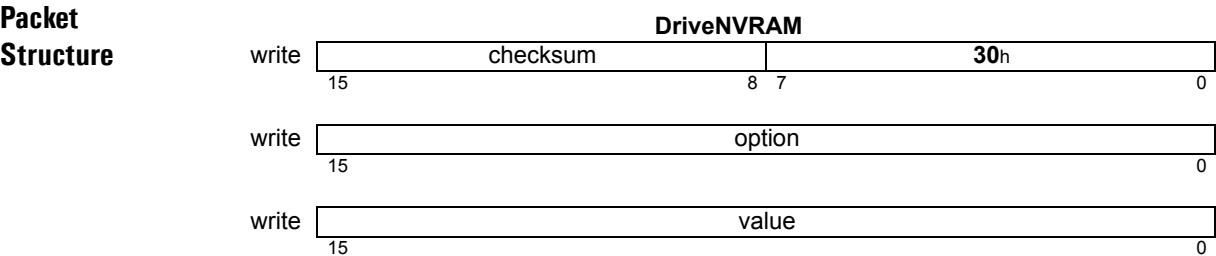 Packet
Structure
DriveNVRAM
write checksum 30h
15 8 7 0
write option
15 0
write value
15 0